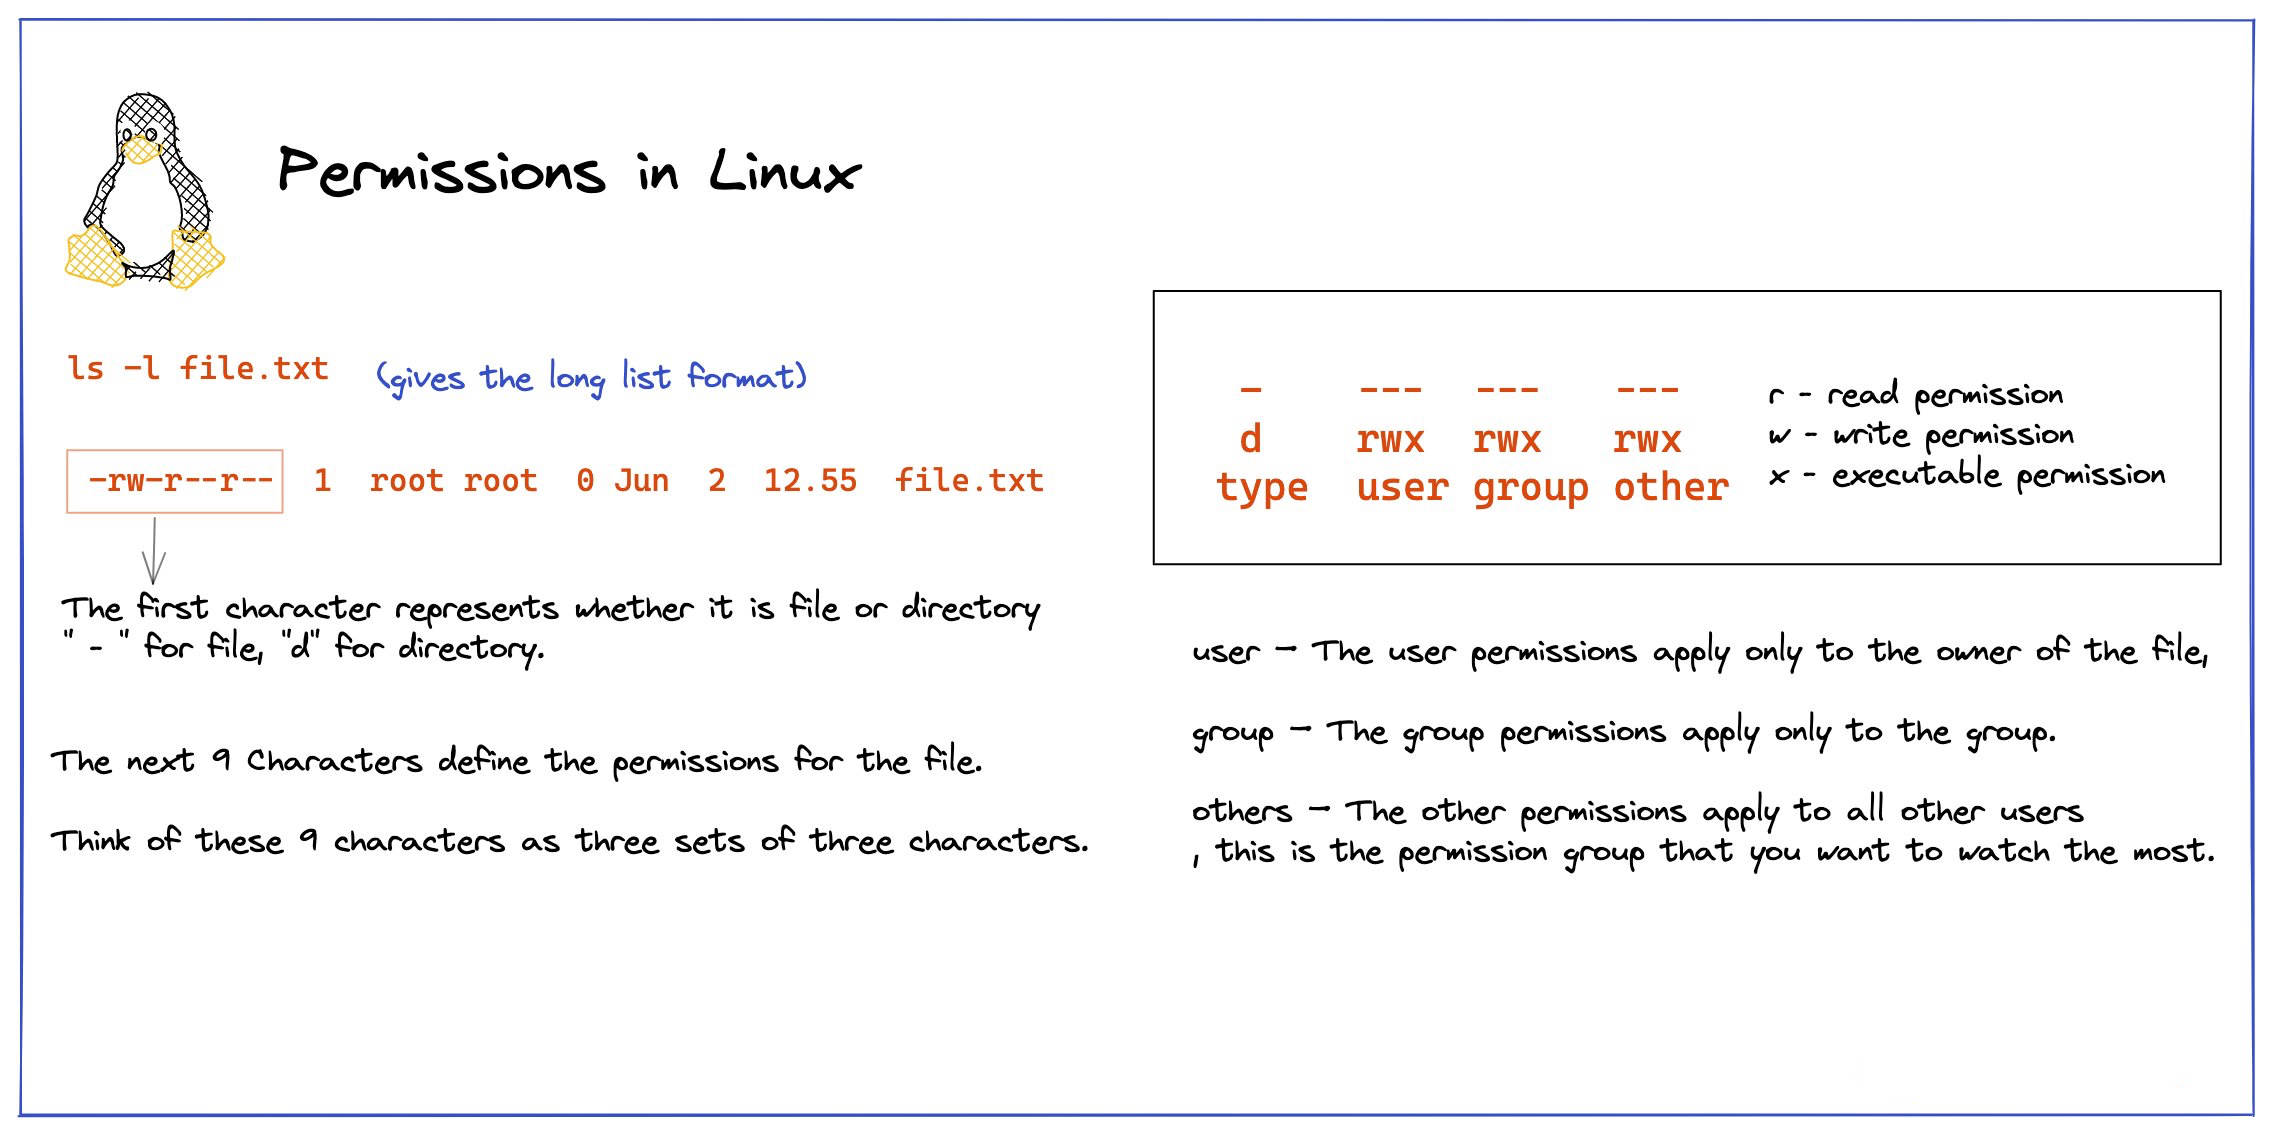 Permissions in Linux
ls -l file.txt (gives the long list format)
-rw-r--r-- 1 root root 0 Jun 2 12.55 file.txt
The first character represents whether it is file or directory
" - " for file, "d" for directory.
The next 9 Characters define the permissions for the file.
Think of these 9 characters as three sets of three characters.
- --- --- ---
d rwx rwx rwx
type user group other
r - read permission
w - write permission
x - executable permission
user - The user permissions apply only to the owner of the file,
group - The group permissions apply only to the group.
others - The other permissions apply to all other users
, this is the permission group that you want to watch the most.